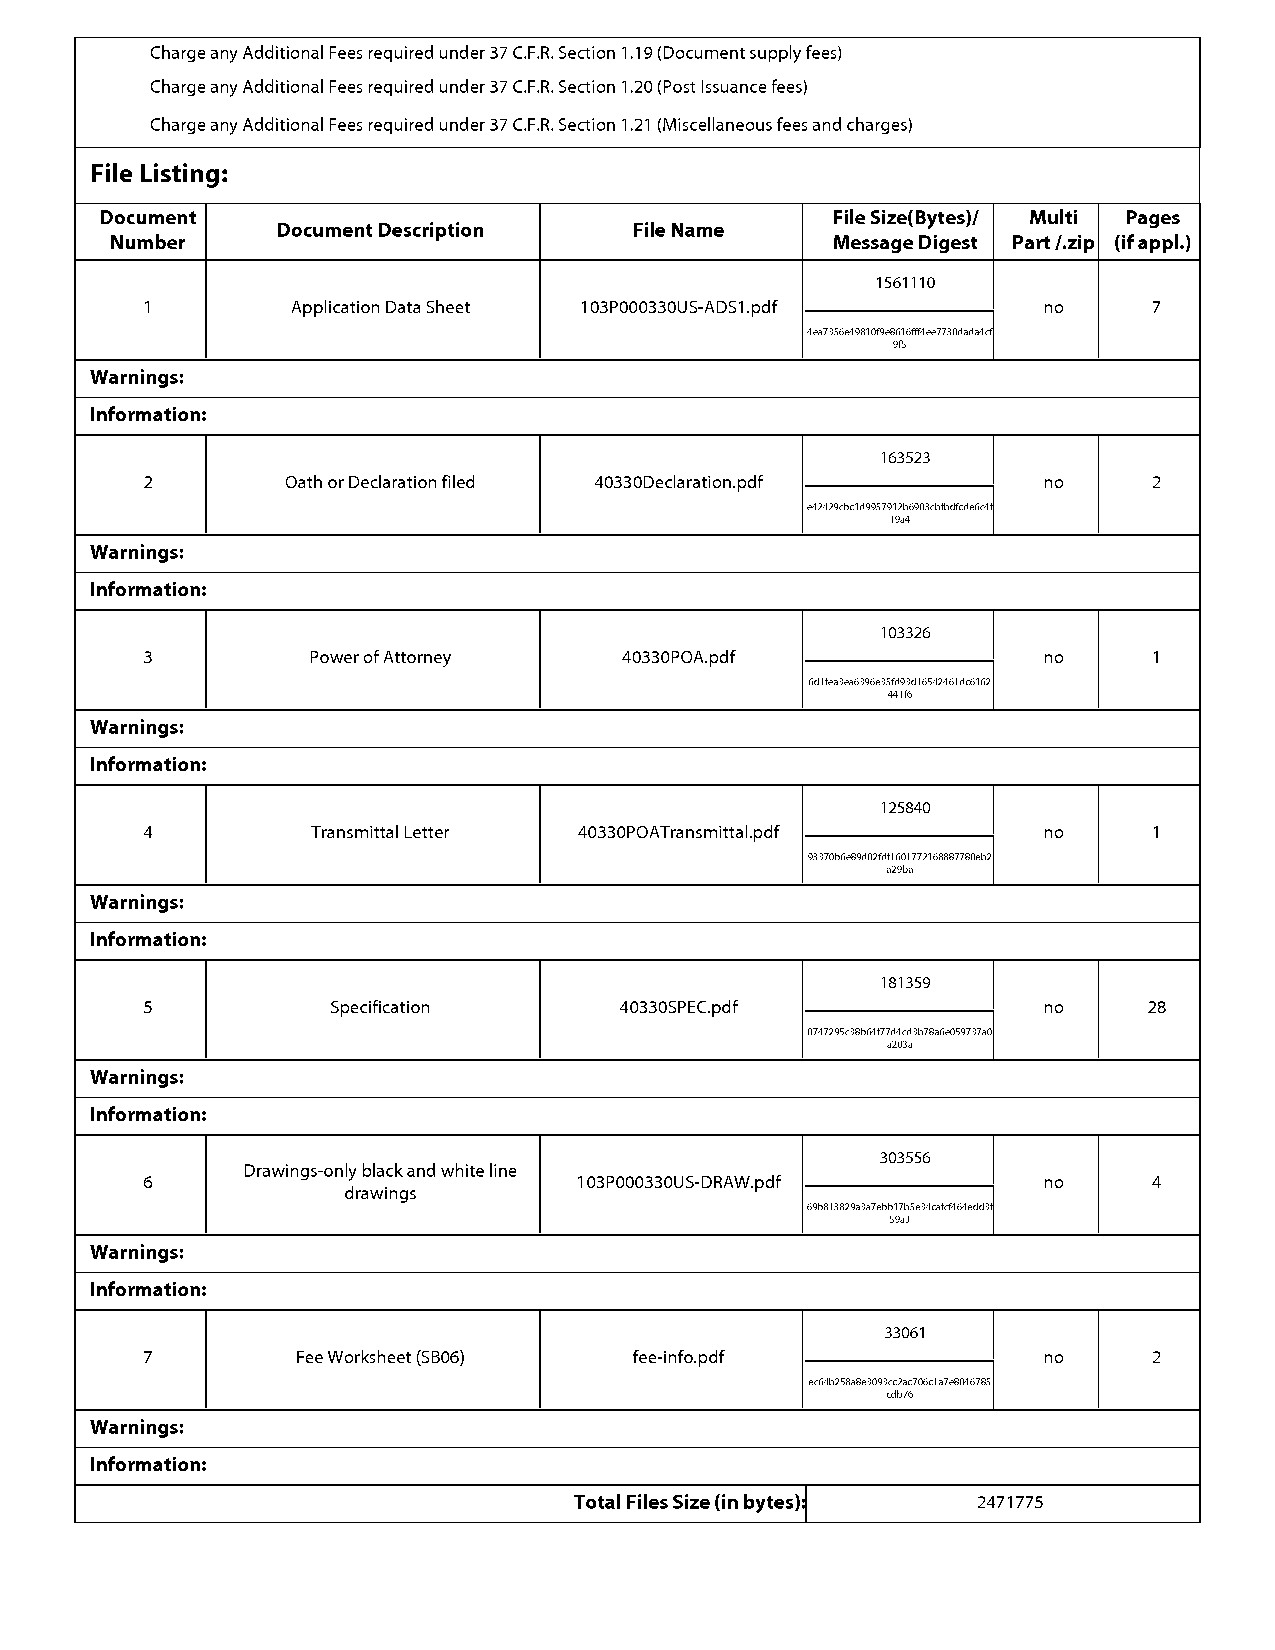 Charge any Additional Fees required under 37 C.F.R. Section 1.19 (Document supply fees)
Charge any Additional Fees required under 37 C.F.R. Section 1.20 (Post Issuance fees)
Charge any Additional Fees required under 37 C.F.R. Section 1.21 (Miscellaneous fees and charges)
File Listing:
Document Number Document Description File Name File Size(Bytes)/ Message Digest Multi Part /.zip Pages (if appl.)
1 Application Data Sheet 103P000330US-ADS1.pdf 1561110 no 7
Warnings:
Information:
2 Oath or Declaration filed 40330Declaration.pdf 163523 no 2
Warnings:
Information:
3 Power of Attorney 40330POA.pdf 103326 no 1
441f6
Warnings:
Information:
4 Transmittal Letter 40330POATransmittal.pdf 125840 no 1
a29ba
Warnings:
Information:
5 Specification 40330SPEC.pdf 181359 no 28
a203a
Warnings:
Information:
6 Drawings-only black and white line drawings 103P000330US-DRAW.pdf 303556 no 4
Warnings:
Information:
7 Fee Worksheet (SB06) fee-info.pdf 33061 no 2
cdb76
Warnings:
Information:
Total Files Size (in bytes): 2471775